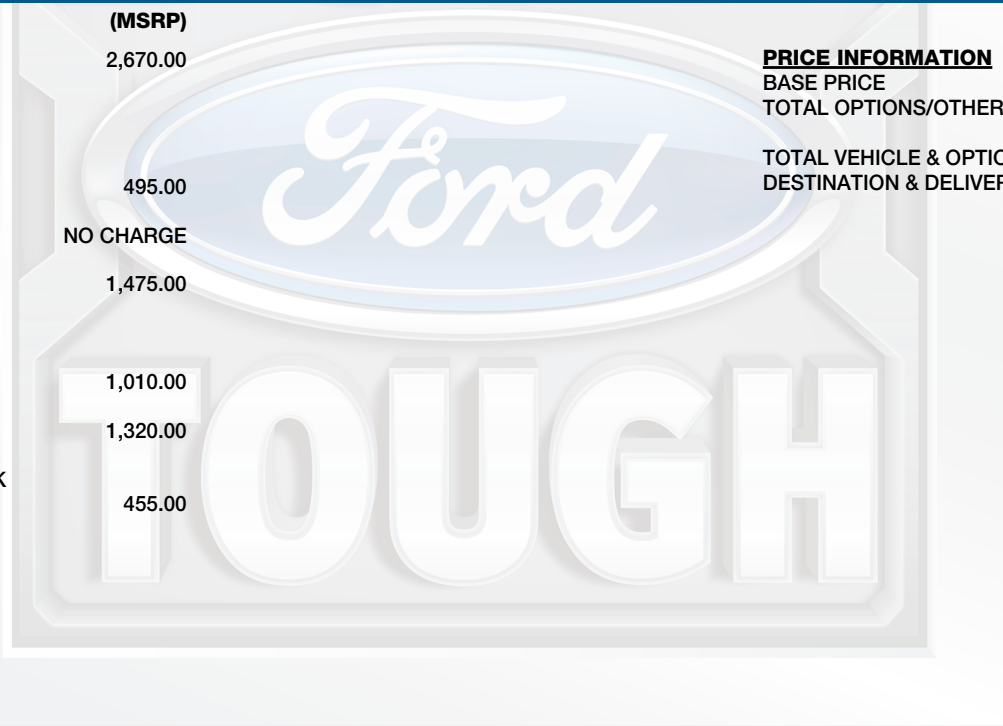 (MSRP)
2,670.00
495.00
NO CHARGE
1,475.00
1,010.00
1,320.00
K
455.00
PRICE INFORMATION
BASE PRICE
TOTAL OPTIONS/OTHER
TOTAL VEHICLE & OPTIO
DESTINATION & DELIVER
Ford
TOUGH